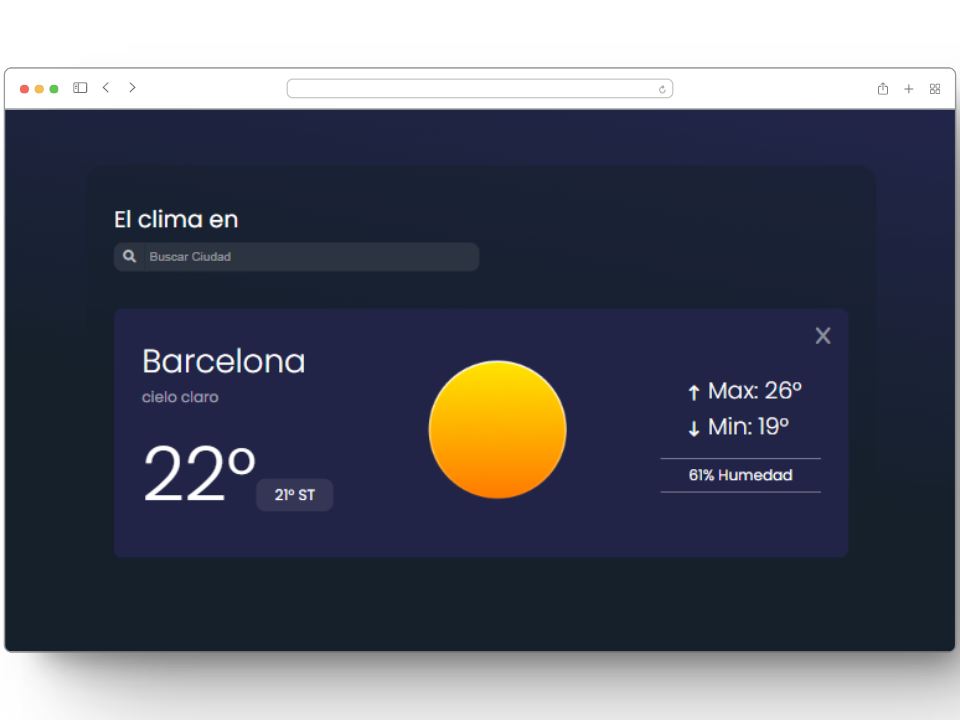 El clima en
Buscar Ciudad
Barcelona
cielo claro
22º
21º ST
X
↑ Max: 26º
↓ Min: 19º
61% Humedad